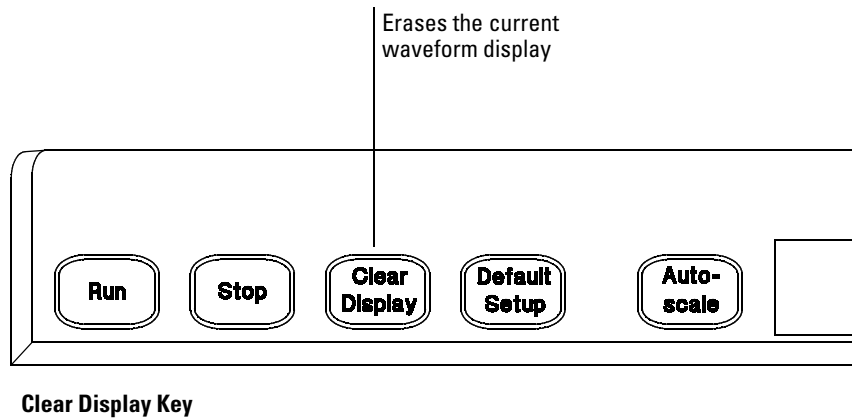 Erases the current
waveform display
Run
Stop
Clear
Display
Default
Setup
Auto-
scale
Clear Display Key